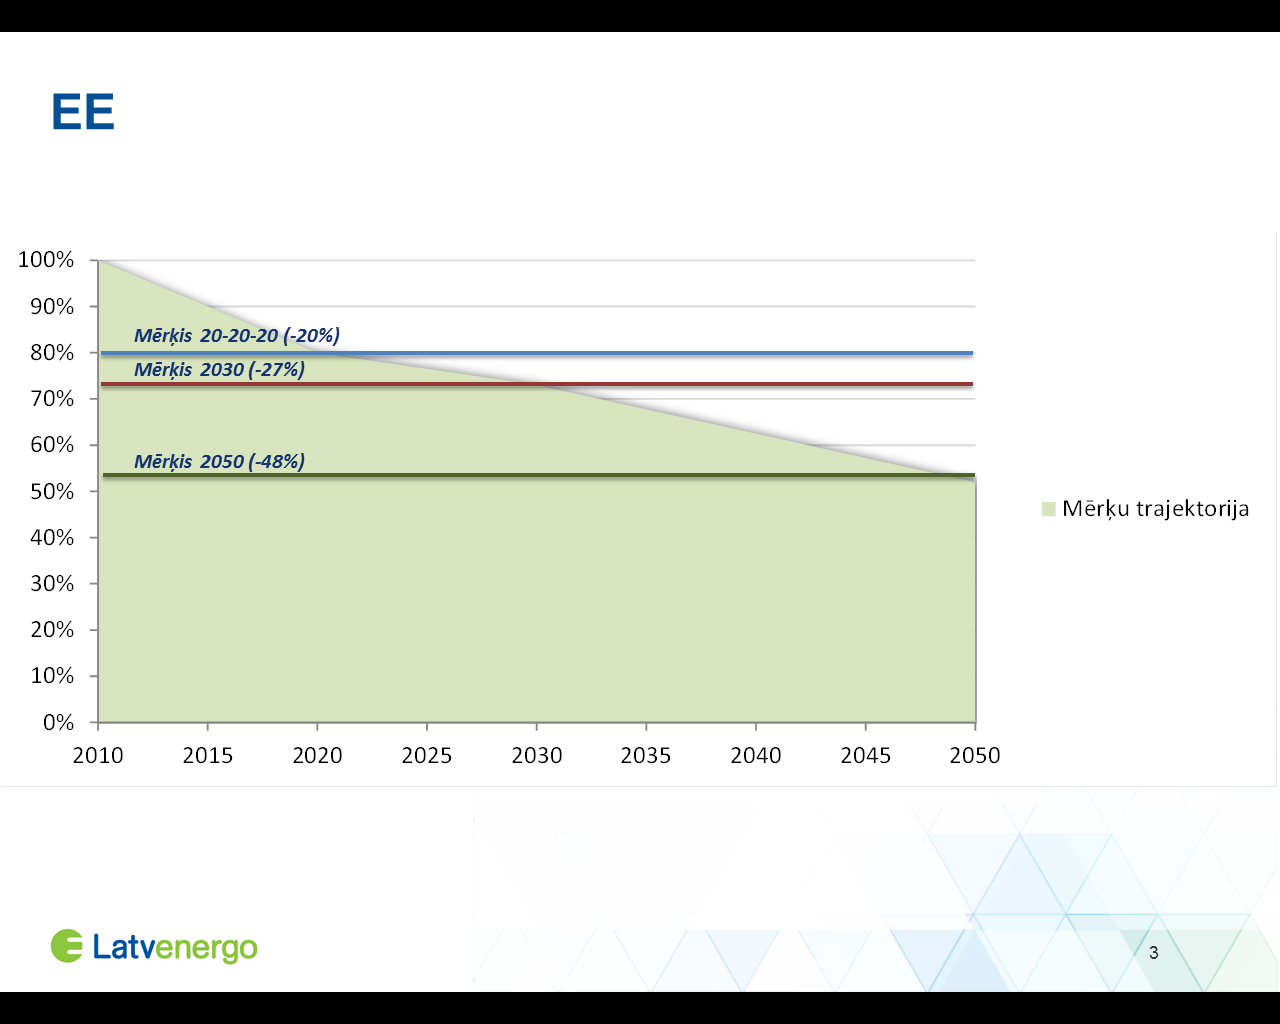 EE
100%
90%
80%
70%
60%
50%
40%
30%
20%
10%
0%
Mērķis 20-20-20 (-20%)
Mērķis 2030 (-27%)
Mērķis 2050 (-48%)
2010 2015 2020 2025 2030 2035 2040 2045 2050
Mērķu trajektorija
Latvenergo
3